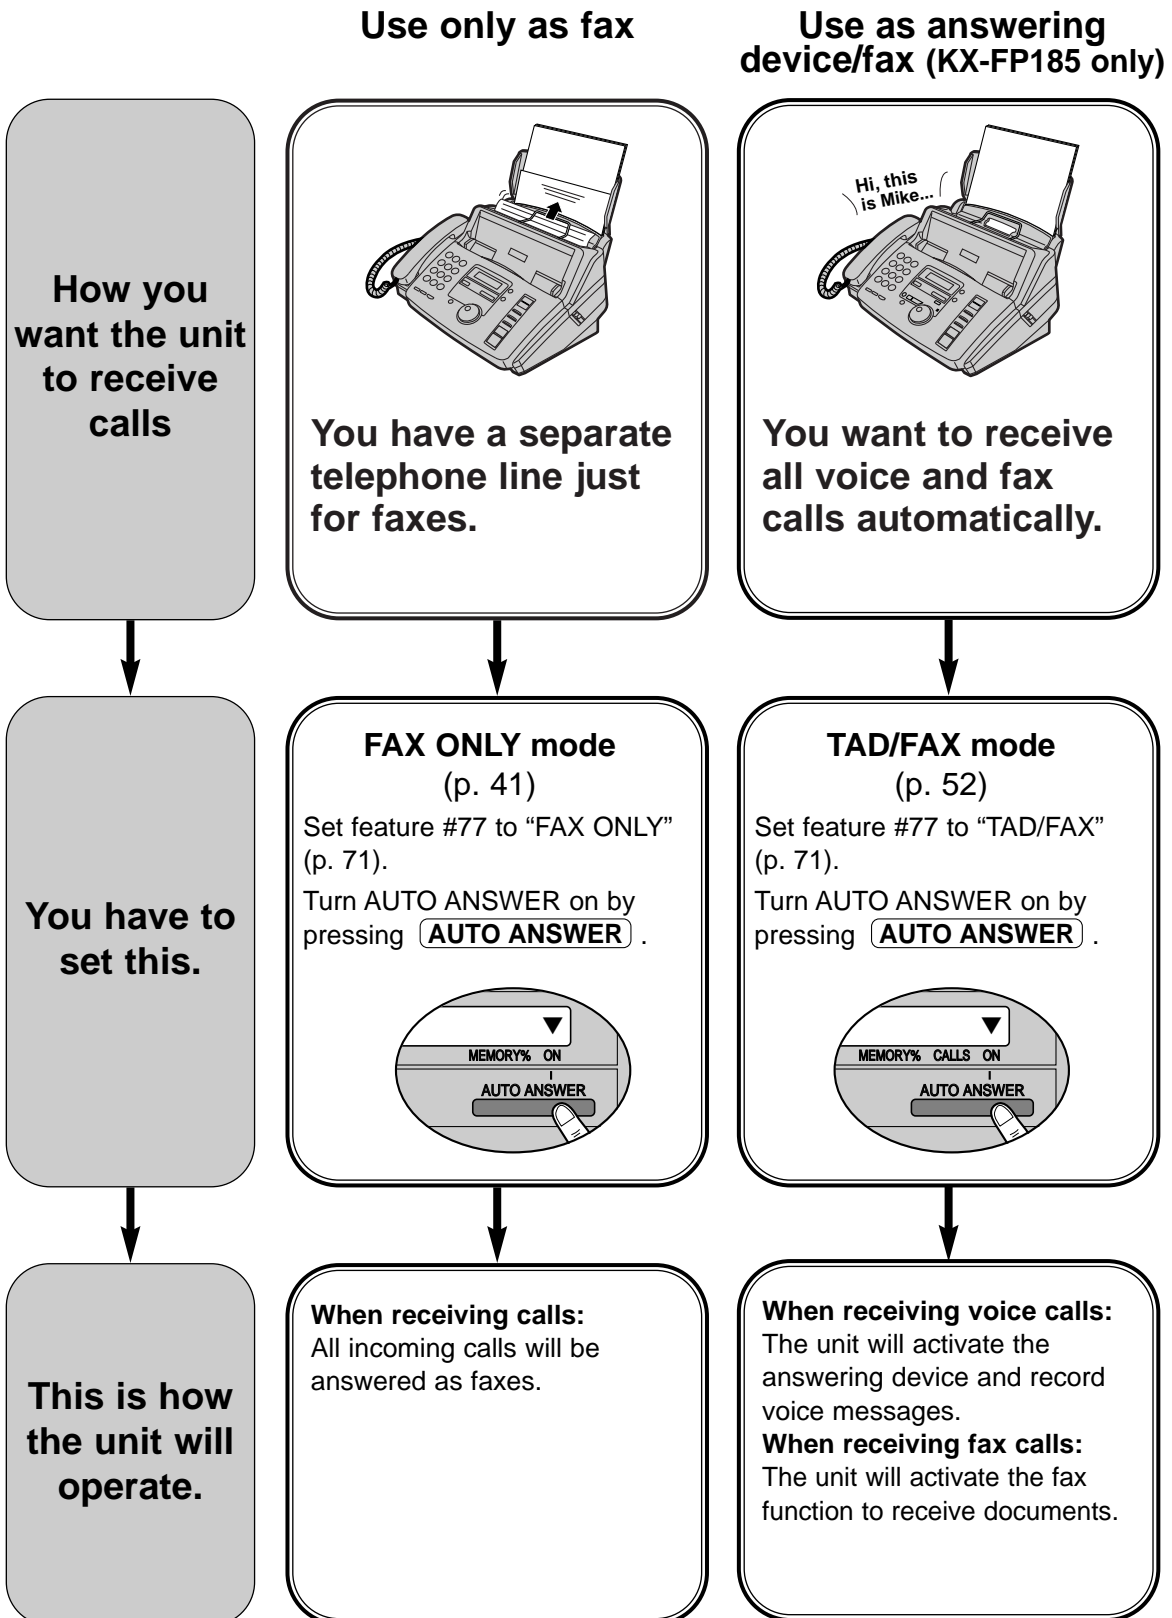 Use only as fax
Use as answering
device/fax (KX-FP185 only)
How you
want the unit
to receive
calls
You have a separate
telephone line just
for faxes.
Hi, this
is Mike...
You want to receive
all voice and fax
calls automatically.
You have to
set this.
FAX ONLY mode
(p. 41)
Set feature #77 to “FAX ONLY”
(p. 71).
Turn AUTO ANSWER on by
pressing AUTO ANSWER .
MEMORY% ON
AUTO ANSWER
TAD/FAX mode
(p. 52)
Set feature #77 to “TAD/FAX”
(p. 71).
Turn AUTO ANSWER on by
pressing AUTO ANSWER .
MEMORY% CALLS ON
AUTO ANSWER
This is how
the unit will
operate.
When receiving calls:
All incoming calls will be
answered as faxes.
When receiving voice calls:
The unit will activate the
answering device and record
voice messages.
When receiving fax calls:
The unit will activate the fax
function to receive documents.